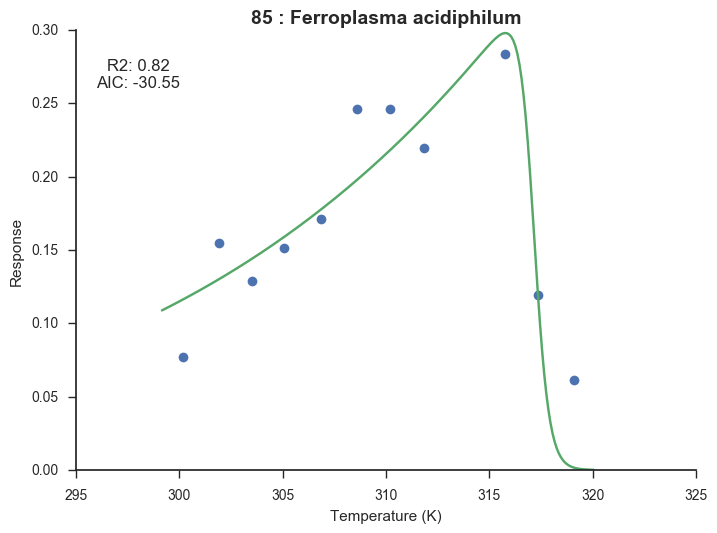 85 : Ferroplasma acidiphilum
R2: 0.82
AIC: -30.55
0.30
0.25
0.20
0.15
0.10
0.05
0.00
Response
295 300 305 310 315 320 325
Temperature (K)